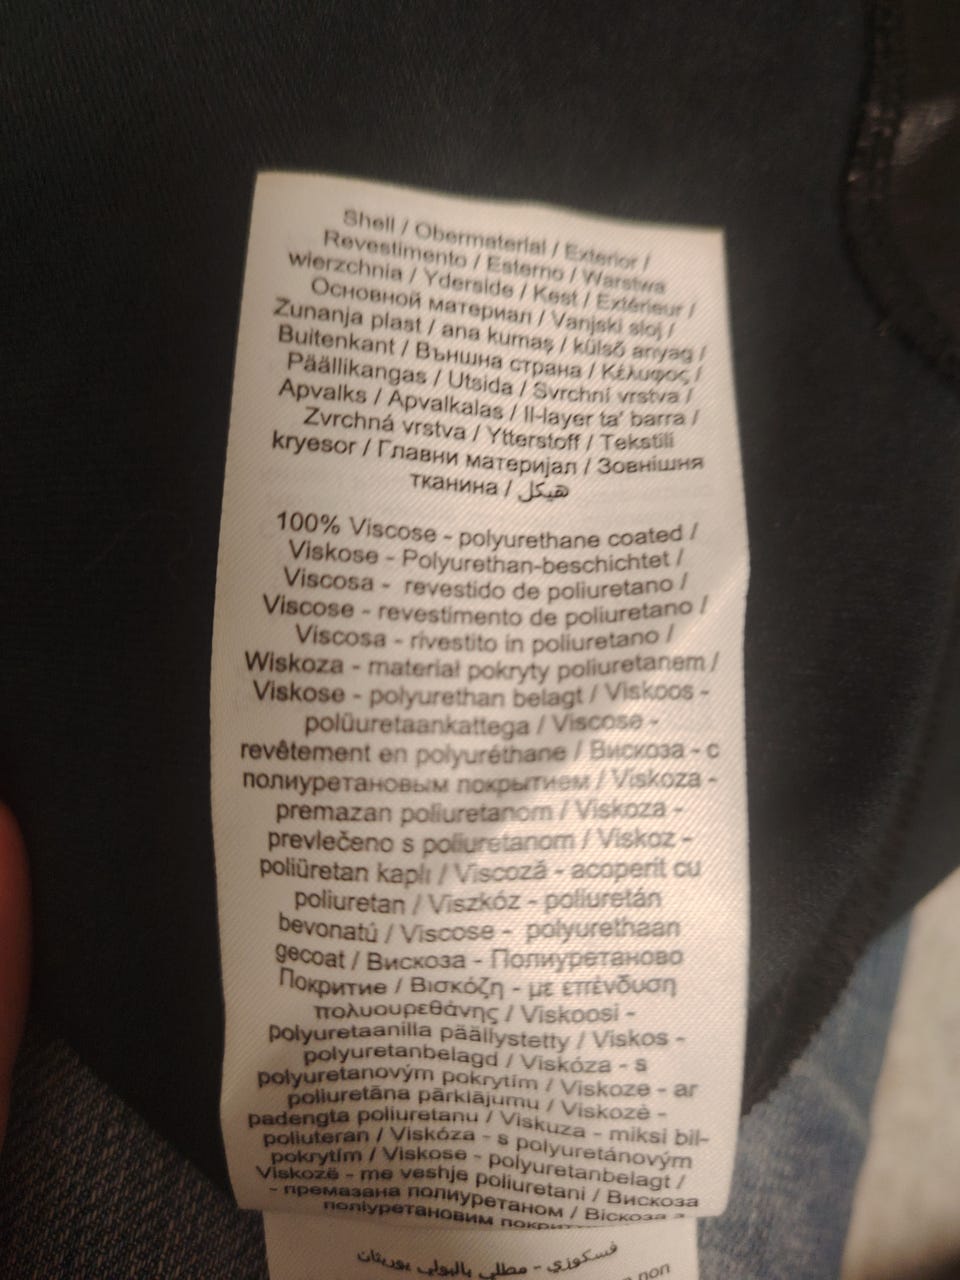 Shell / Obermaterial / Exterior /
Revestimento / Esterno / Warstwa
wierzchnia / Yderside / Kest / Extérieur /
Основной материал / Vanjski sloj /
Zunanja plast / ana kumaş / külső anyag /
Buitenkant / Външна страна / Κέλυφος /
Päällikangas / Utsida / Svrchní vrstva /
Apvalks / Apvalkalas / Il-layer ta' barra /
Zvrchná vrstva / Ytterstoff / Tekstili
kryesor / Главни материјал / Зовнішня
тканина / هيكل
100% Viscose - polyurethane coated /
Viskose - Polyurethan-beschichtet /
Viscosa - revestido de poliuretano /
Viscose - revestimento de poliuretano /
Viscosa - rivestito in poliuretano /
Wiskoza - materiał pokryty poliuretanem /
Viskose - polyurethan belagt / Viskoos -
polüuretaankattega / Viscose -
revêtement en polyuréthane / Вискоза - с
полиуретановым покрытием / Viskoza -
premazan poliuretanom / Viskoza -
prevlečeno s poliuretanom / Viskoz -
poliüretan kaplı / Viscoză - acoperit cu
poliuretan / Viszkóz - poliuretán
bevonatú / Viscose - polyurethaan
gecoat / Вискоза - Полиуретаново
Покритие / Βισκόζη - με επένδυση
πολυουρεθάνης / Viskoosi -
polyuretaanilla päällystetty / Viskos -
polyuretanbelagd / Viskóza - s
polyuretanovým pokrytím / Viskoze - ar
poliuretāna pārklājumu / Viskozė -
padengta poliuretanu / Viskuza - miksi bil-
poliuteran / Viskóza - s polyuretánovým
pokrytím / Viskose - polyuretanbelagt /
Viskozë - me veshje poliuretani / Вискоза
- премазана полиуретаном / Віскоза з
поліуретановим
فسكوزي - مطلي بالبولي يوريثان
non